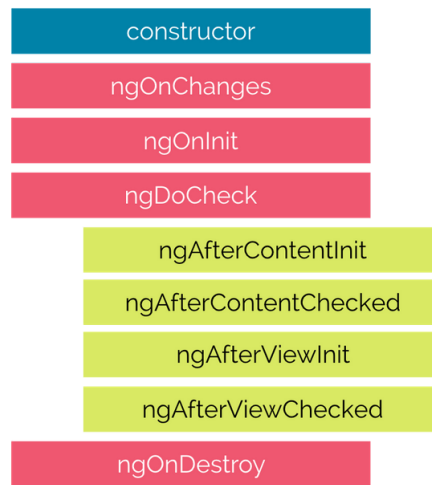 constructor
ngOnChanges
ngOnInit
ngDoCheck
ngAfterContentInit
ngAfterContentChecked
ngAfterViewInit
ngAfterViewChecked
ngOnDestroy